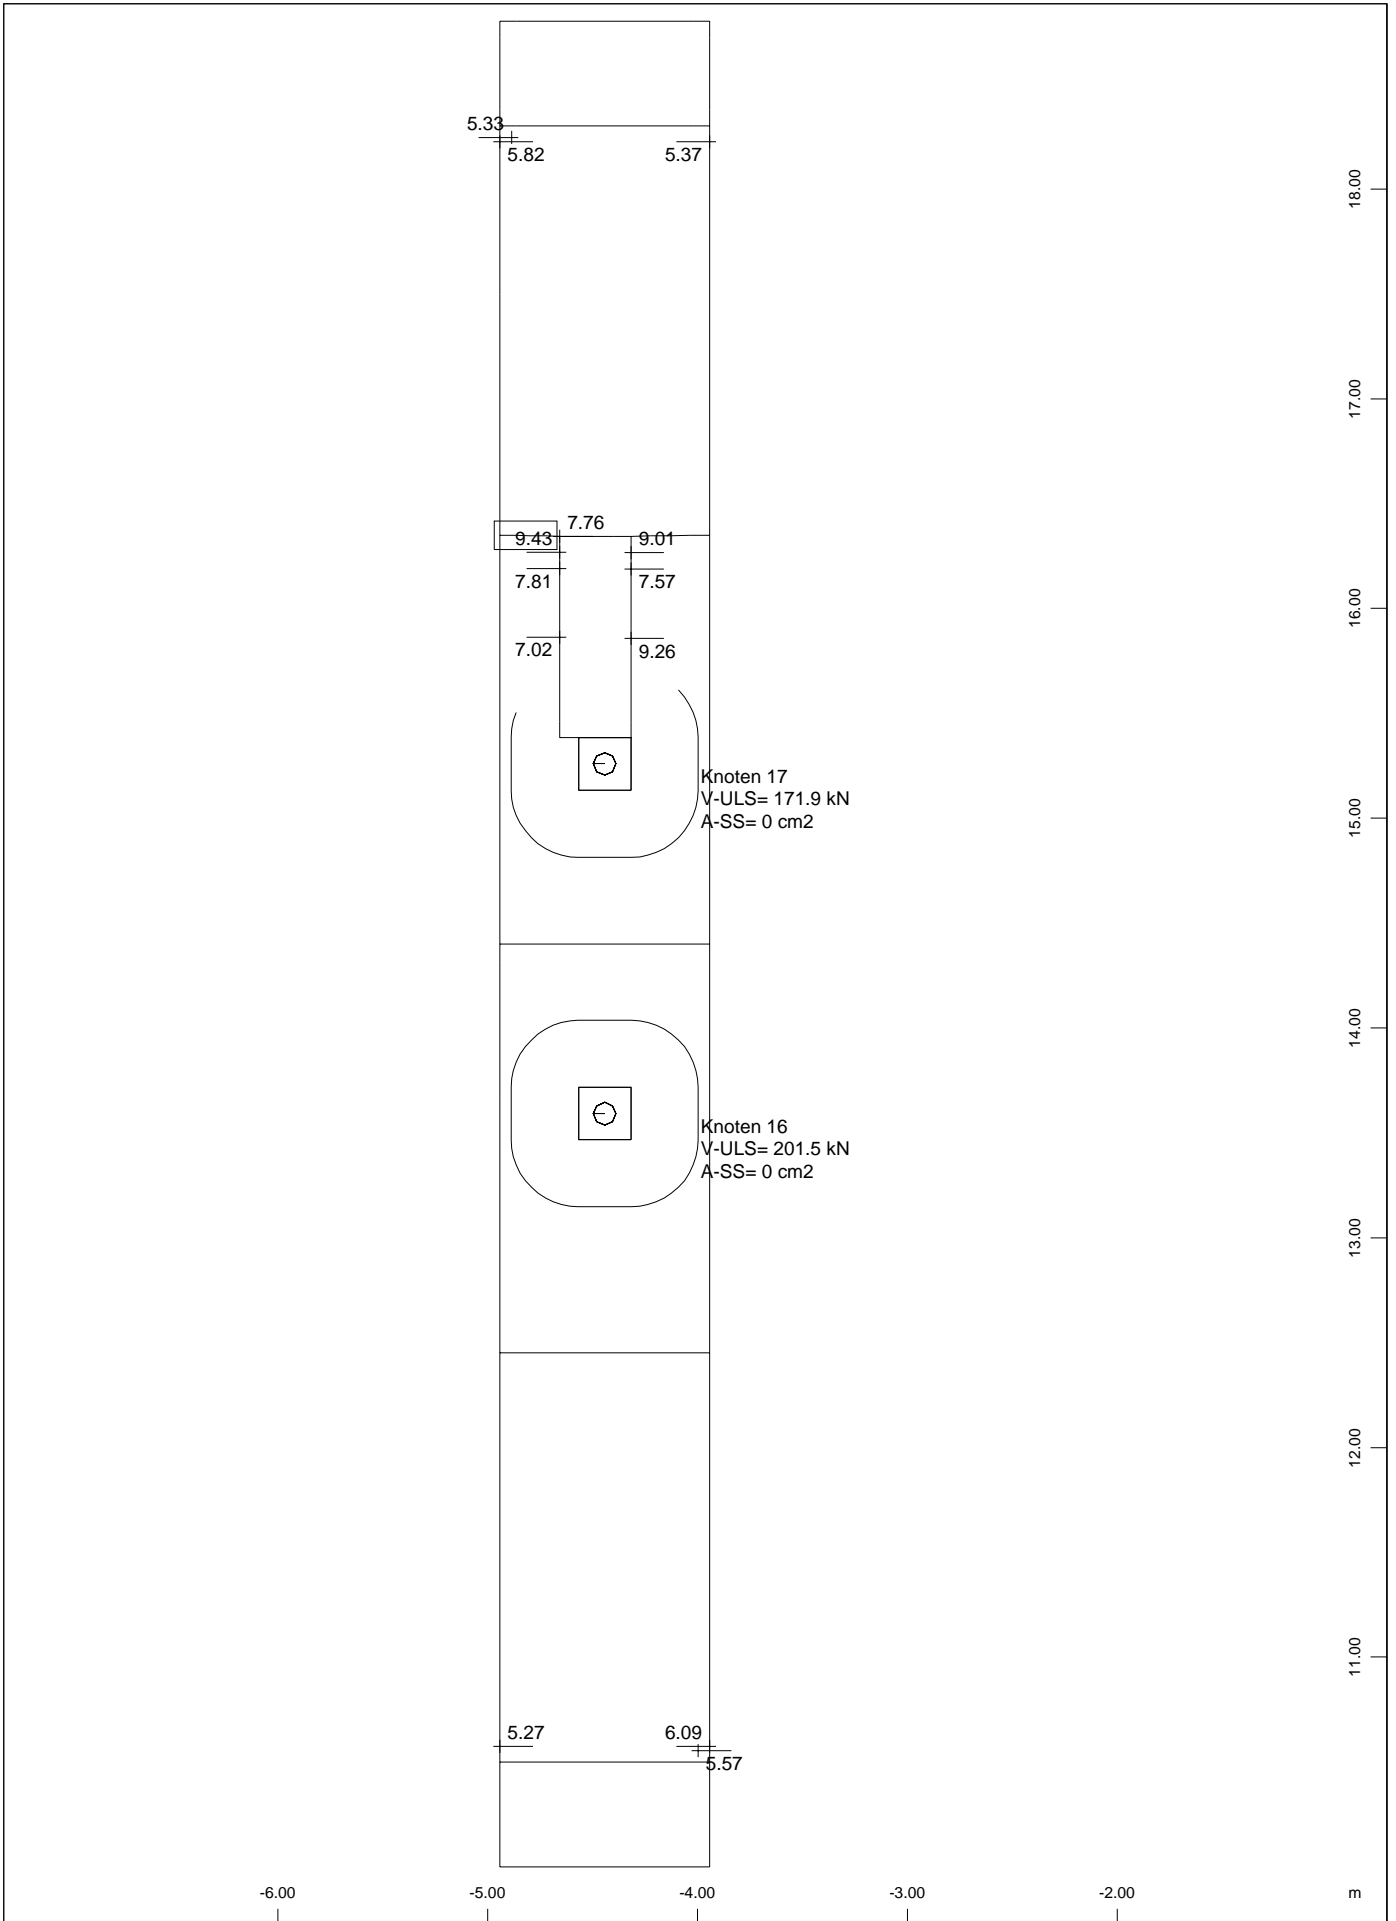 5.33
5.82 5.37
18.00
17.00
7.76
9.43 9.01
7.81 7.57
16.00
7.02 9.26
Knoten 17
V-ULS= 171.9 kN
A-SS= 0 cm2
15.00
14.00
Knoten 16
V-ULS= 201.5 kN
A-SS= 0 cm2
13.00
12.00
11.00
5.27 6.09
5.57
-6.00 -5.00 -4.00 -3.00 -2.00 m